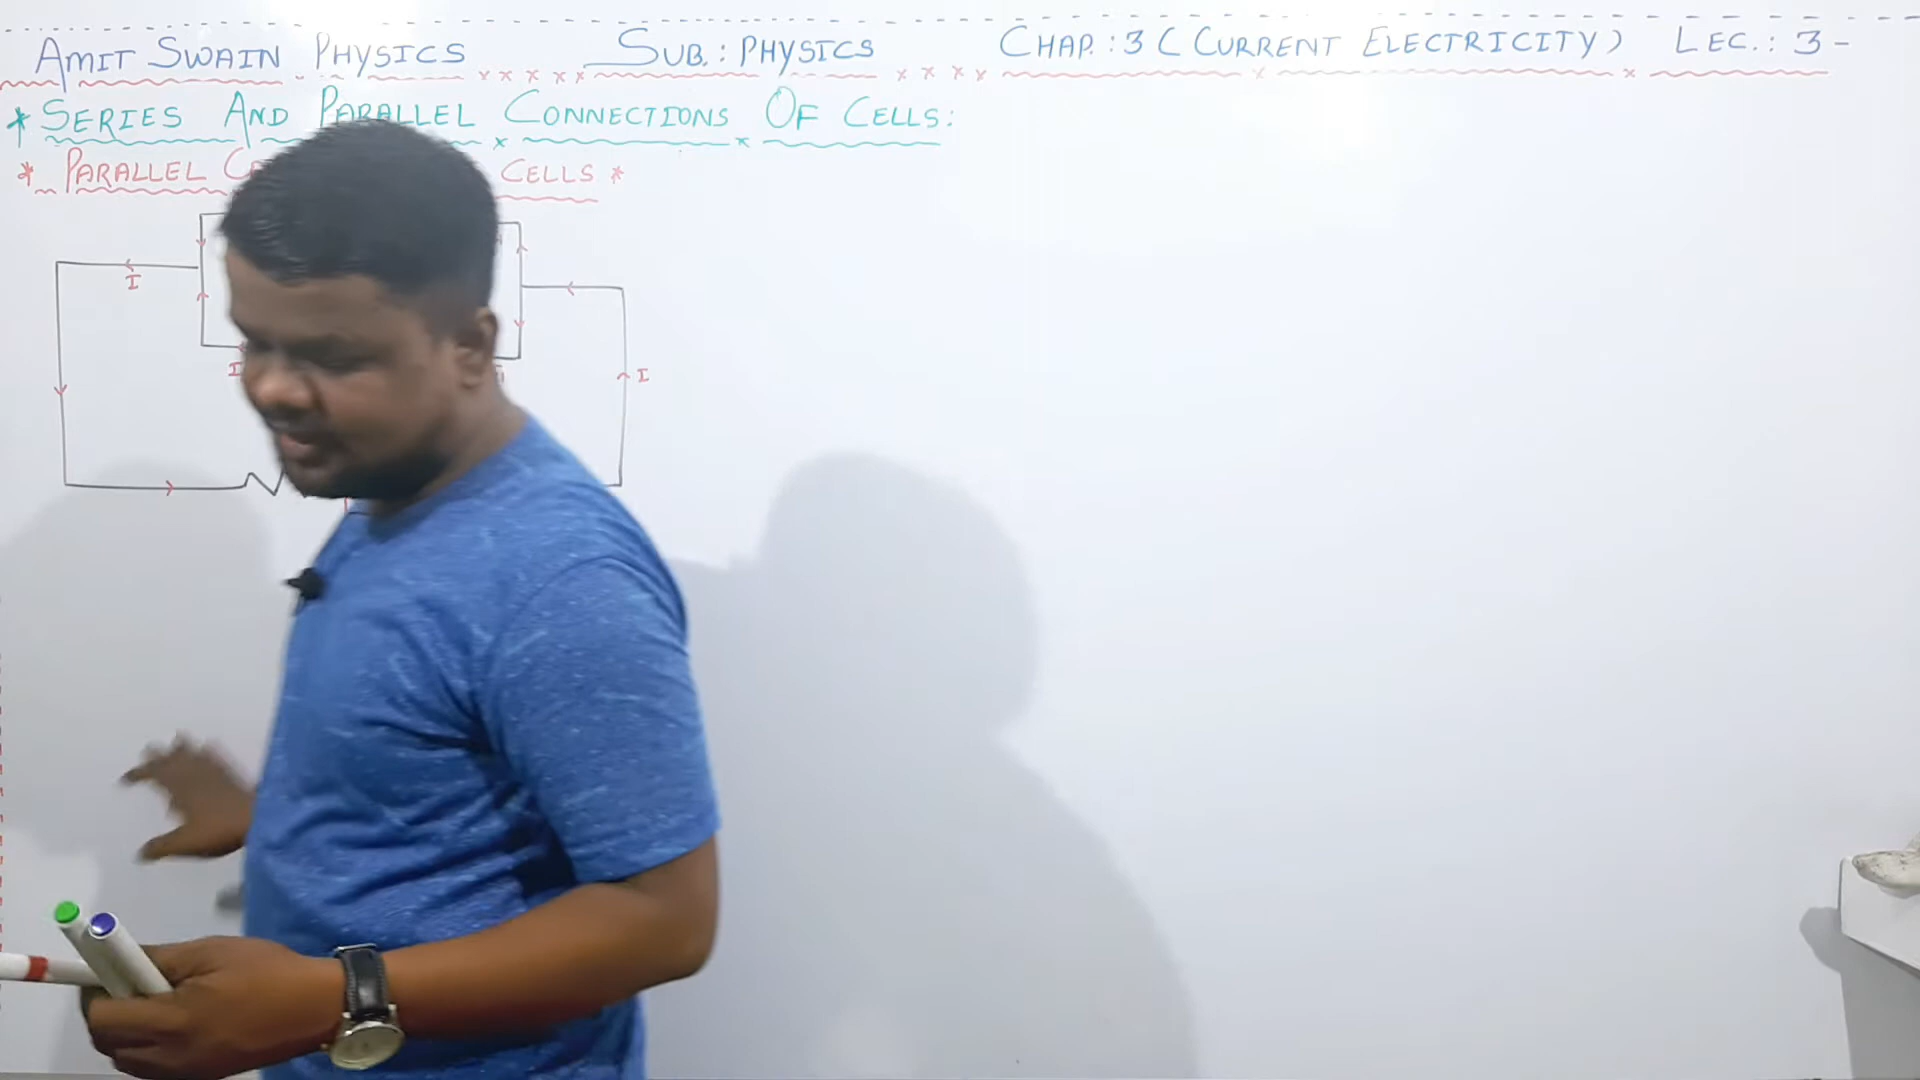 AMIT SWAIN PHYSICS SUB.: PHYSICS CHAP.:3 (CURRENT ELECTRICITY) LEC.: 3-
* SERIES AND PARALLEL CONNECTIONS OF CELLS:
* PARALLEL CELLS *
I
I
I